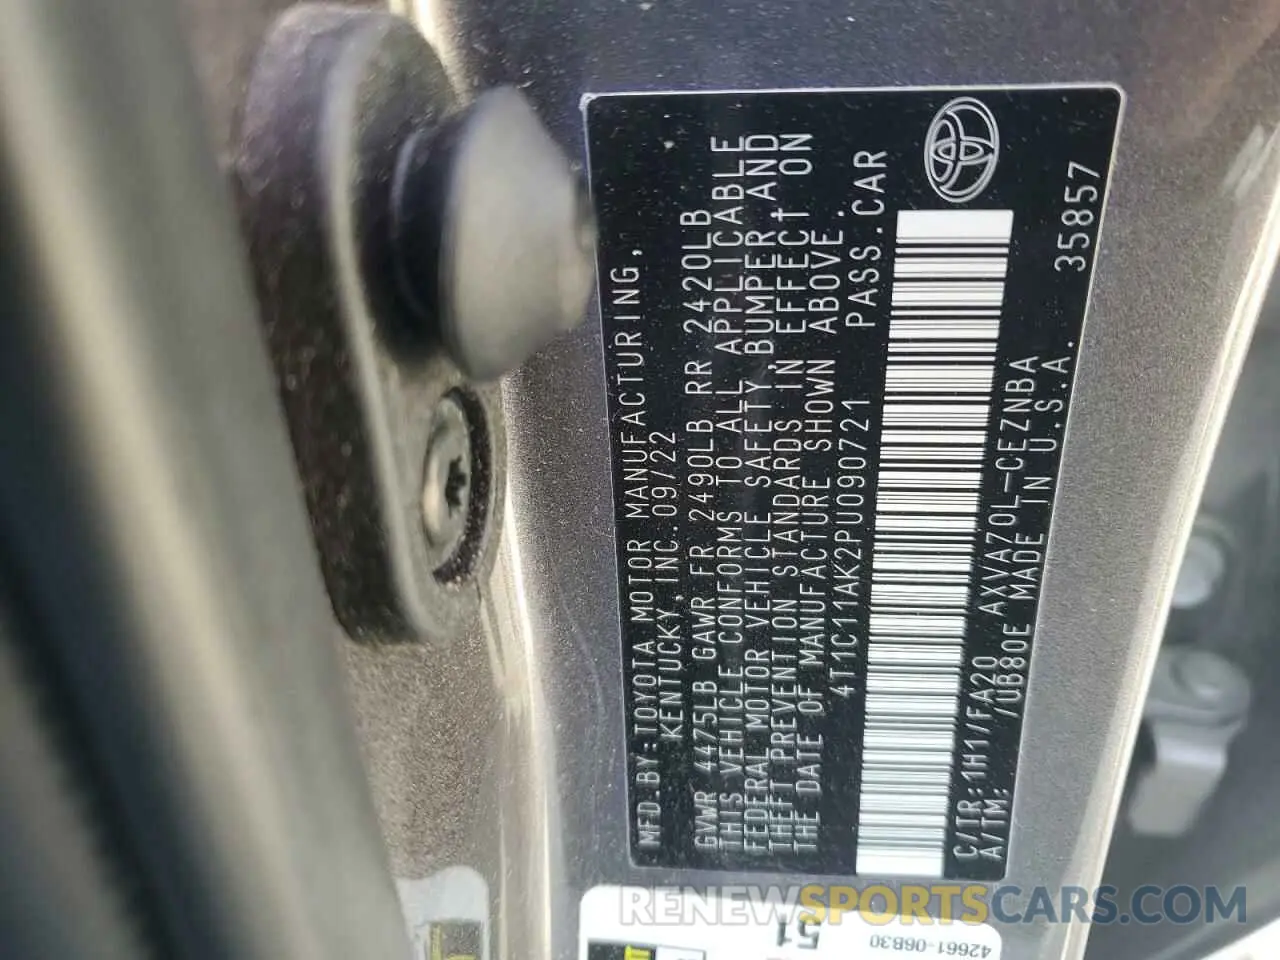 MFD.BY:TOYOTA MOTOR MANUFACTURING,
KENTUCKY,INC.09/22
GVWR 4475LB GAWR FR 2490LB RR 2420LB
THIS VEHICLE CONFORMS TO ALL APPLICABLE
FEDERAL MOTOR VEHICLE SAFETY,BUMPER,AND
THEFT PREVENTION STANDARDS IN EFFECT ON
THE DATE OF MANUFACTURE SHOWN ABOVE.
4T1C11AK2PU090721 PASS.CAR
C/TR:1H1/FA20 AXVA70L-CEZNBA
A/TM: /UB80E MADE IN U.S.A. 35857
51
42661-06B30
RENEWSPORTSCARS.COM